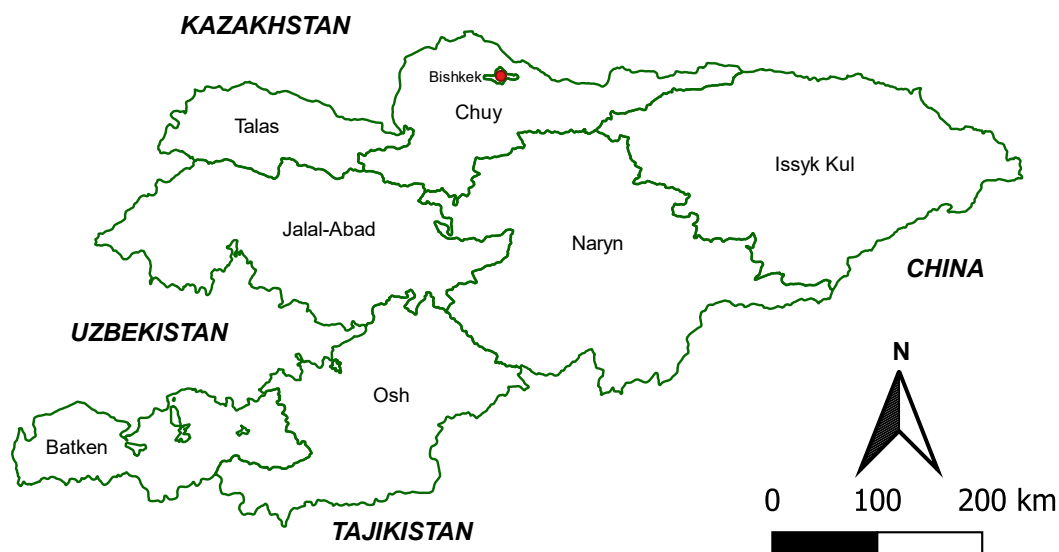 KAZAKHSTAN
Bishkek
Chuy
Talas
Issyk Kul
Jalal-Abad
Naryn
CHINA
UZBEKISTAN
N
Osh
Batken
0 100 200 km
TAJIKISTAN